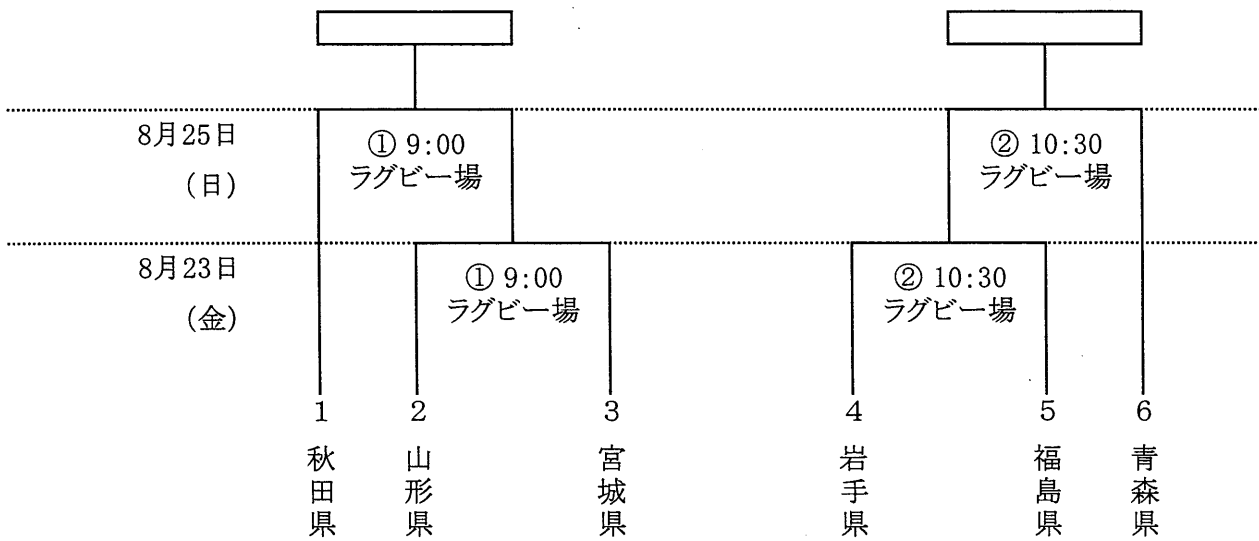 8月25日
(日)
① 9:00
ラグビー場
② 10:30
ラグビー場
8月23日
(金)
① 9:00
ラグビー場
② 10:30
ラグビー場
1
2
3
4
5
6
秋田県
山形県
宮城県
岩手県
福島県
青森県